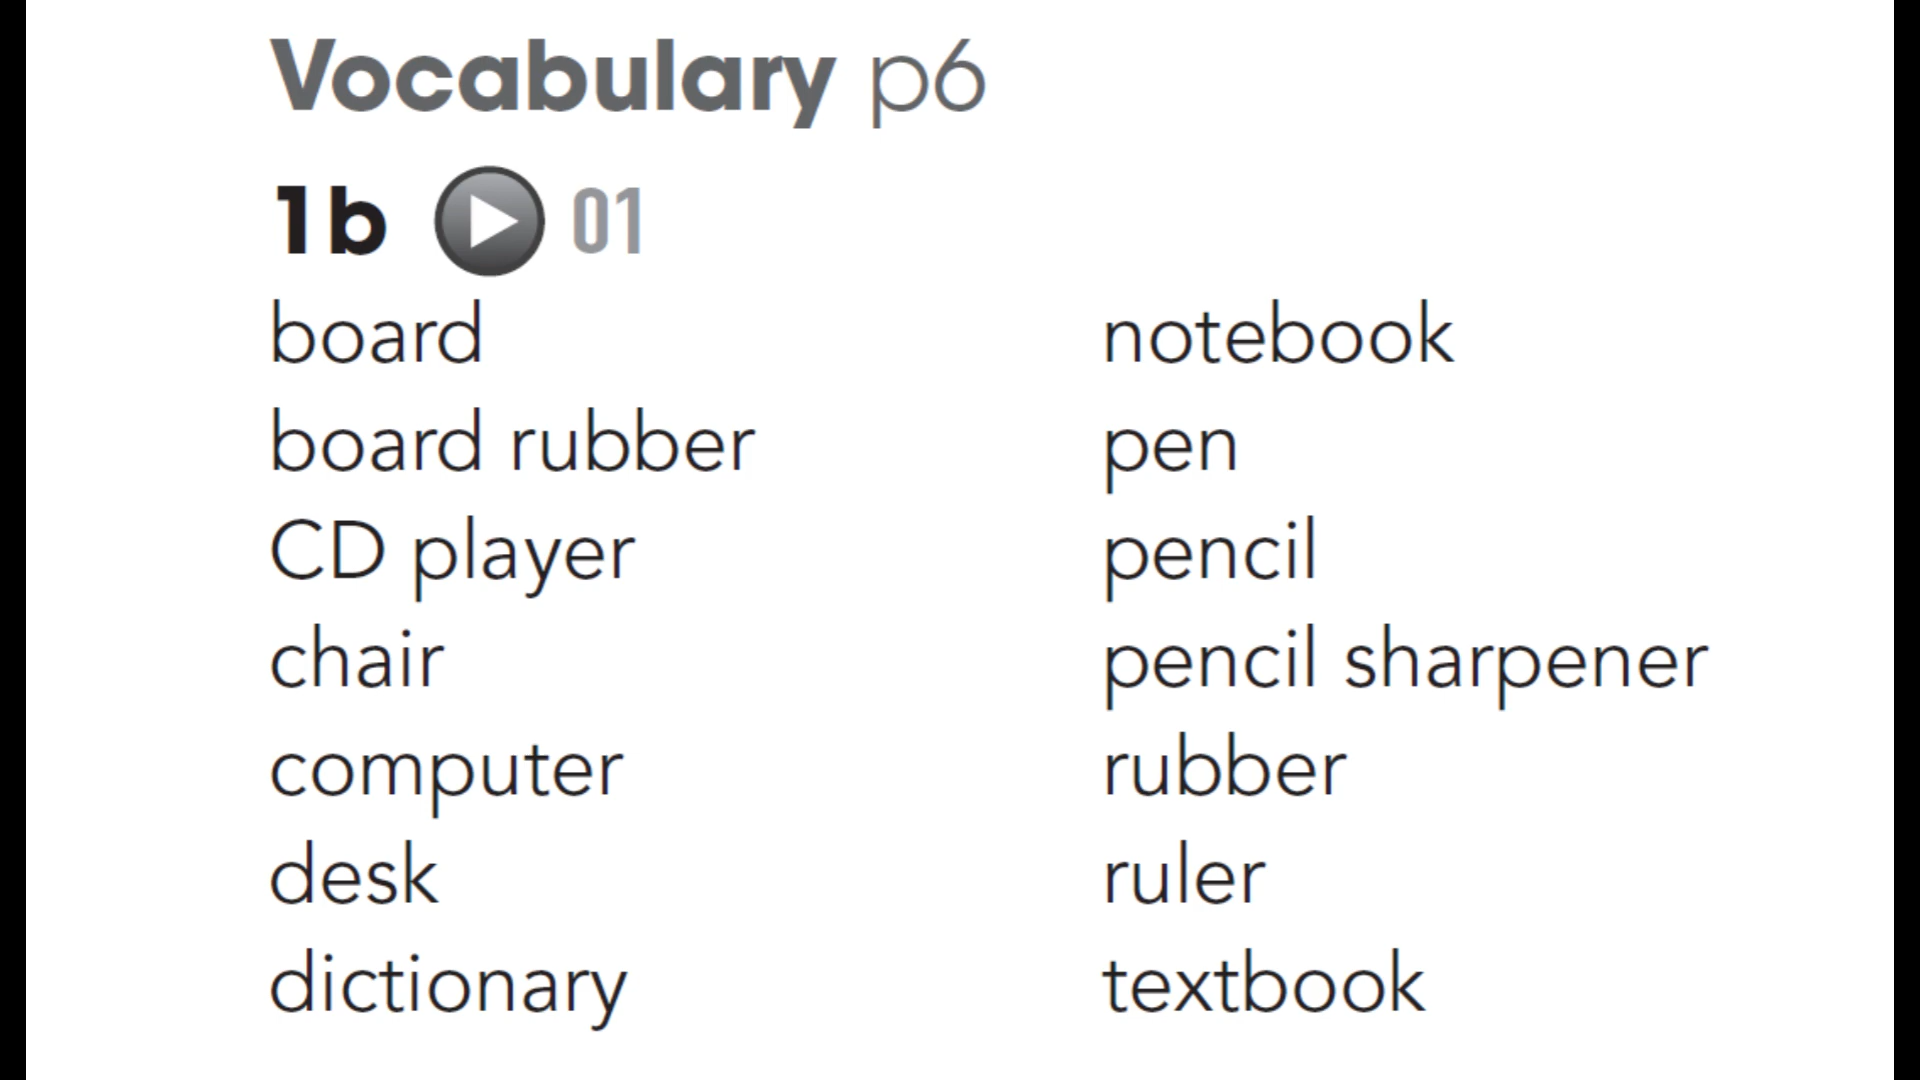 Vocabulary p6
1b 01
board
board rubber
CD player
chair
computer
desk
dictionary
notebook
pen
pencil
pencil sharpener
rubber
ruler
textbook